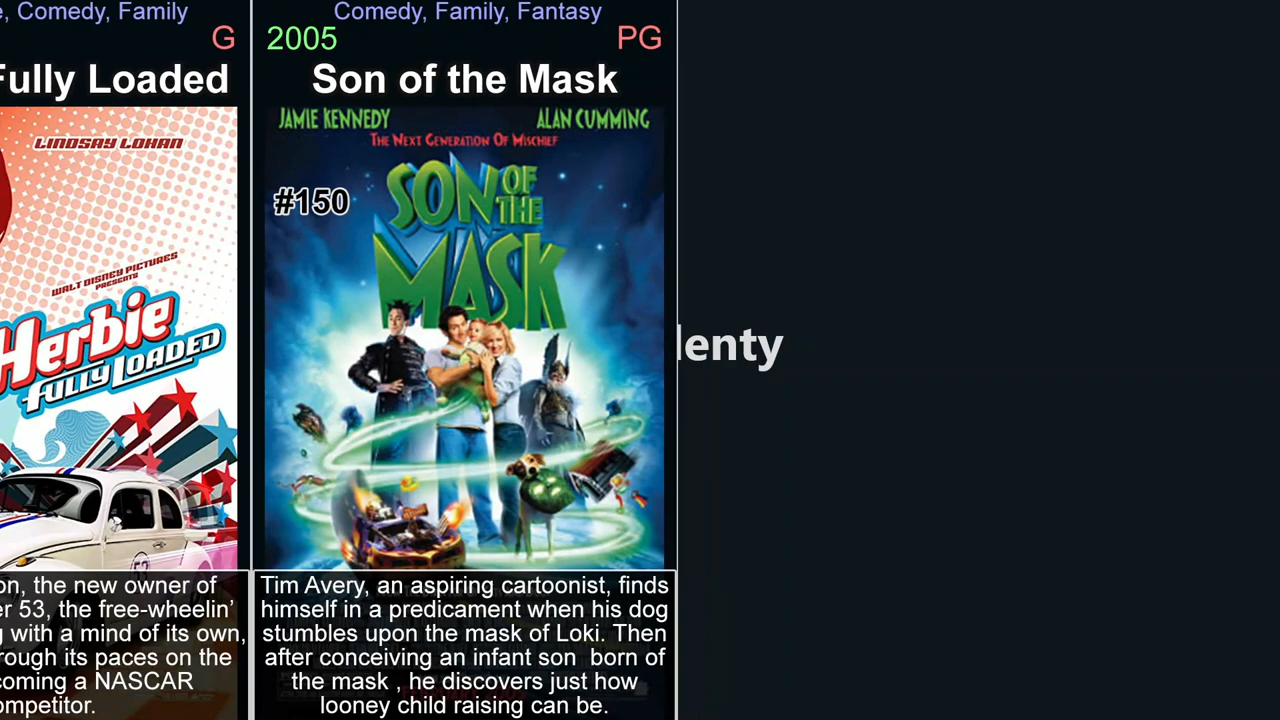 , Comedy, Family
G
Fully Loaded
LINDSAY LOHAN
WALT DISNEY PICTURES
PRESENTS
Herbie
FULLY LOADED
53
on, the new owner of
er 53, the free-wheelin’
g with a mind of its own,
rough its paces on the
coming a NASCAR
ompetitor.
Comedy, Family, Fantasy
2005 PG
Son of the Mask
JAMIE KENNEDY ALAN CUMMING
THE NEXT GENERATION OF MISCHIEF
#150
SON OF THE MASK
Tim Avery, an aspiring cartoonist, finds
himself in a predicament when his dog
stumbles upon the mask of Loki. Then
after conceiving an infant son  born of
the mask , he discovers just how
looney child raising can be.
lenty